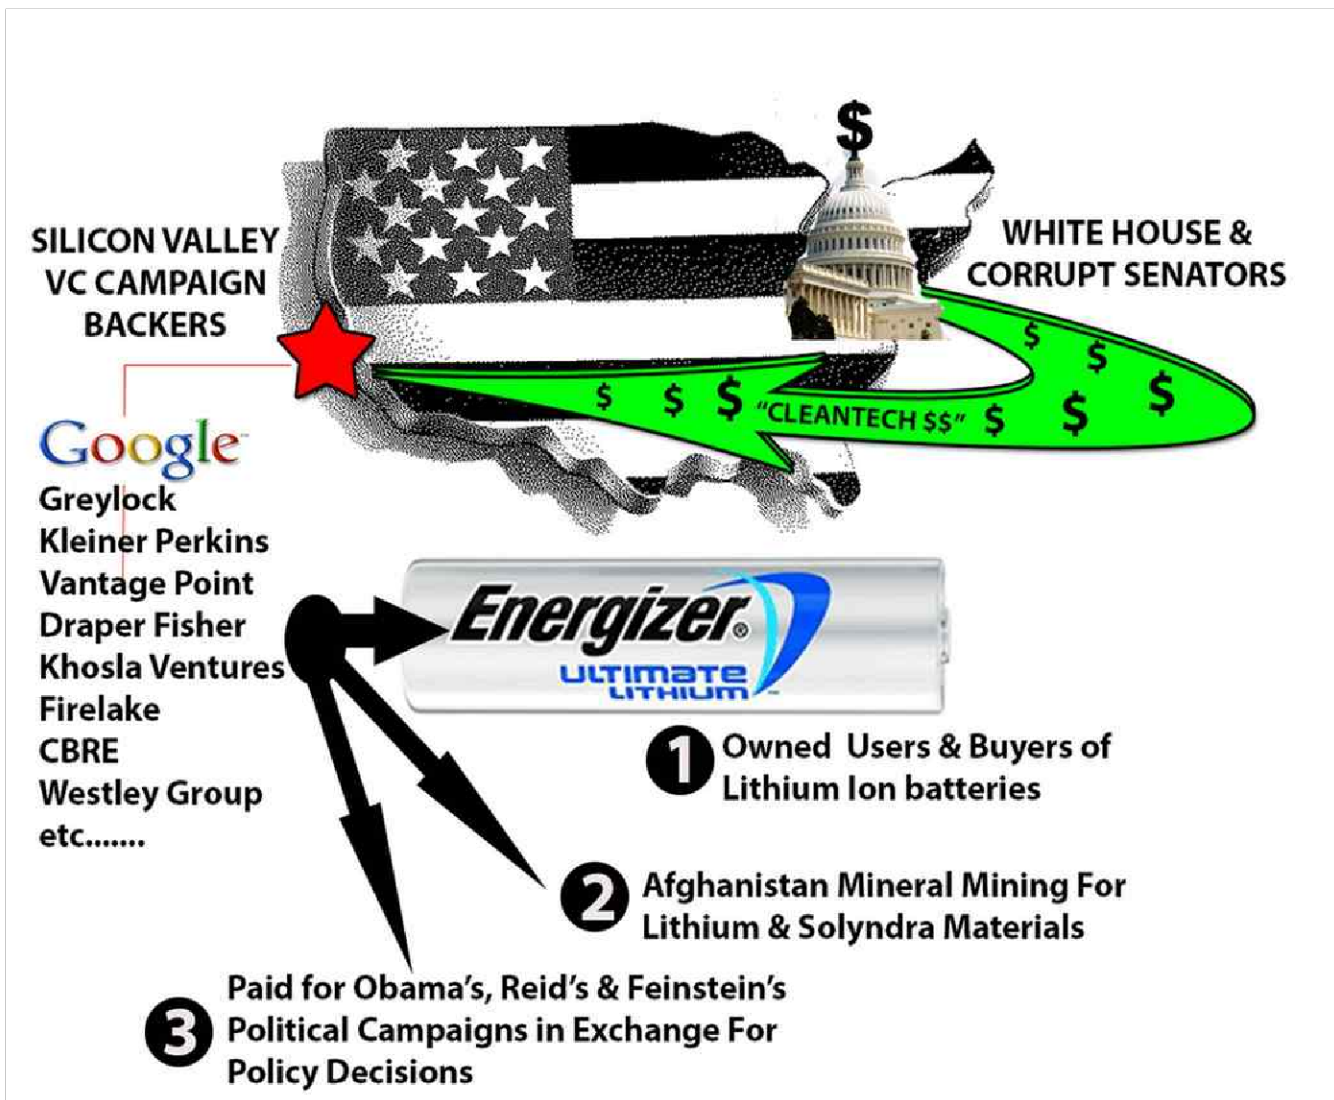 $
SILICON VALLEY
VC CAMPAIGN
BACKERS
WHITE HOUSE &
CORRUPT SENATORS
$ $ $ "CLEANTECH $$" $ $ $ $ $
Google™
Greylock
Kleiner Perkins
Vantage Point
Draper Fisher
Khosla Ventures
Firelake
CBRE
Westley Group
etc.......
Energizer®
ULTIMATE
LITHIUM™
1 Owned Users & Buyers of
Lithium Ion batteries
2 Afghanistan Mineral Mining For
Lithium & Solyndra Materials
3 Paid for Obama's, Reid's & Feinstein's
Political Campaigns in Exchange For
Policy Decisions